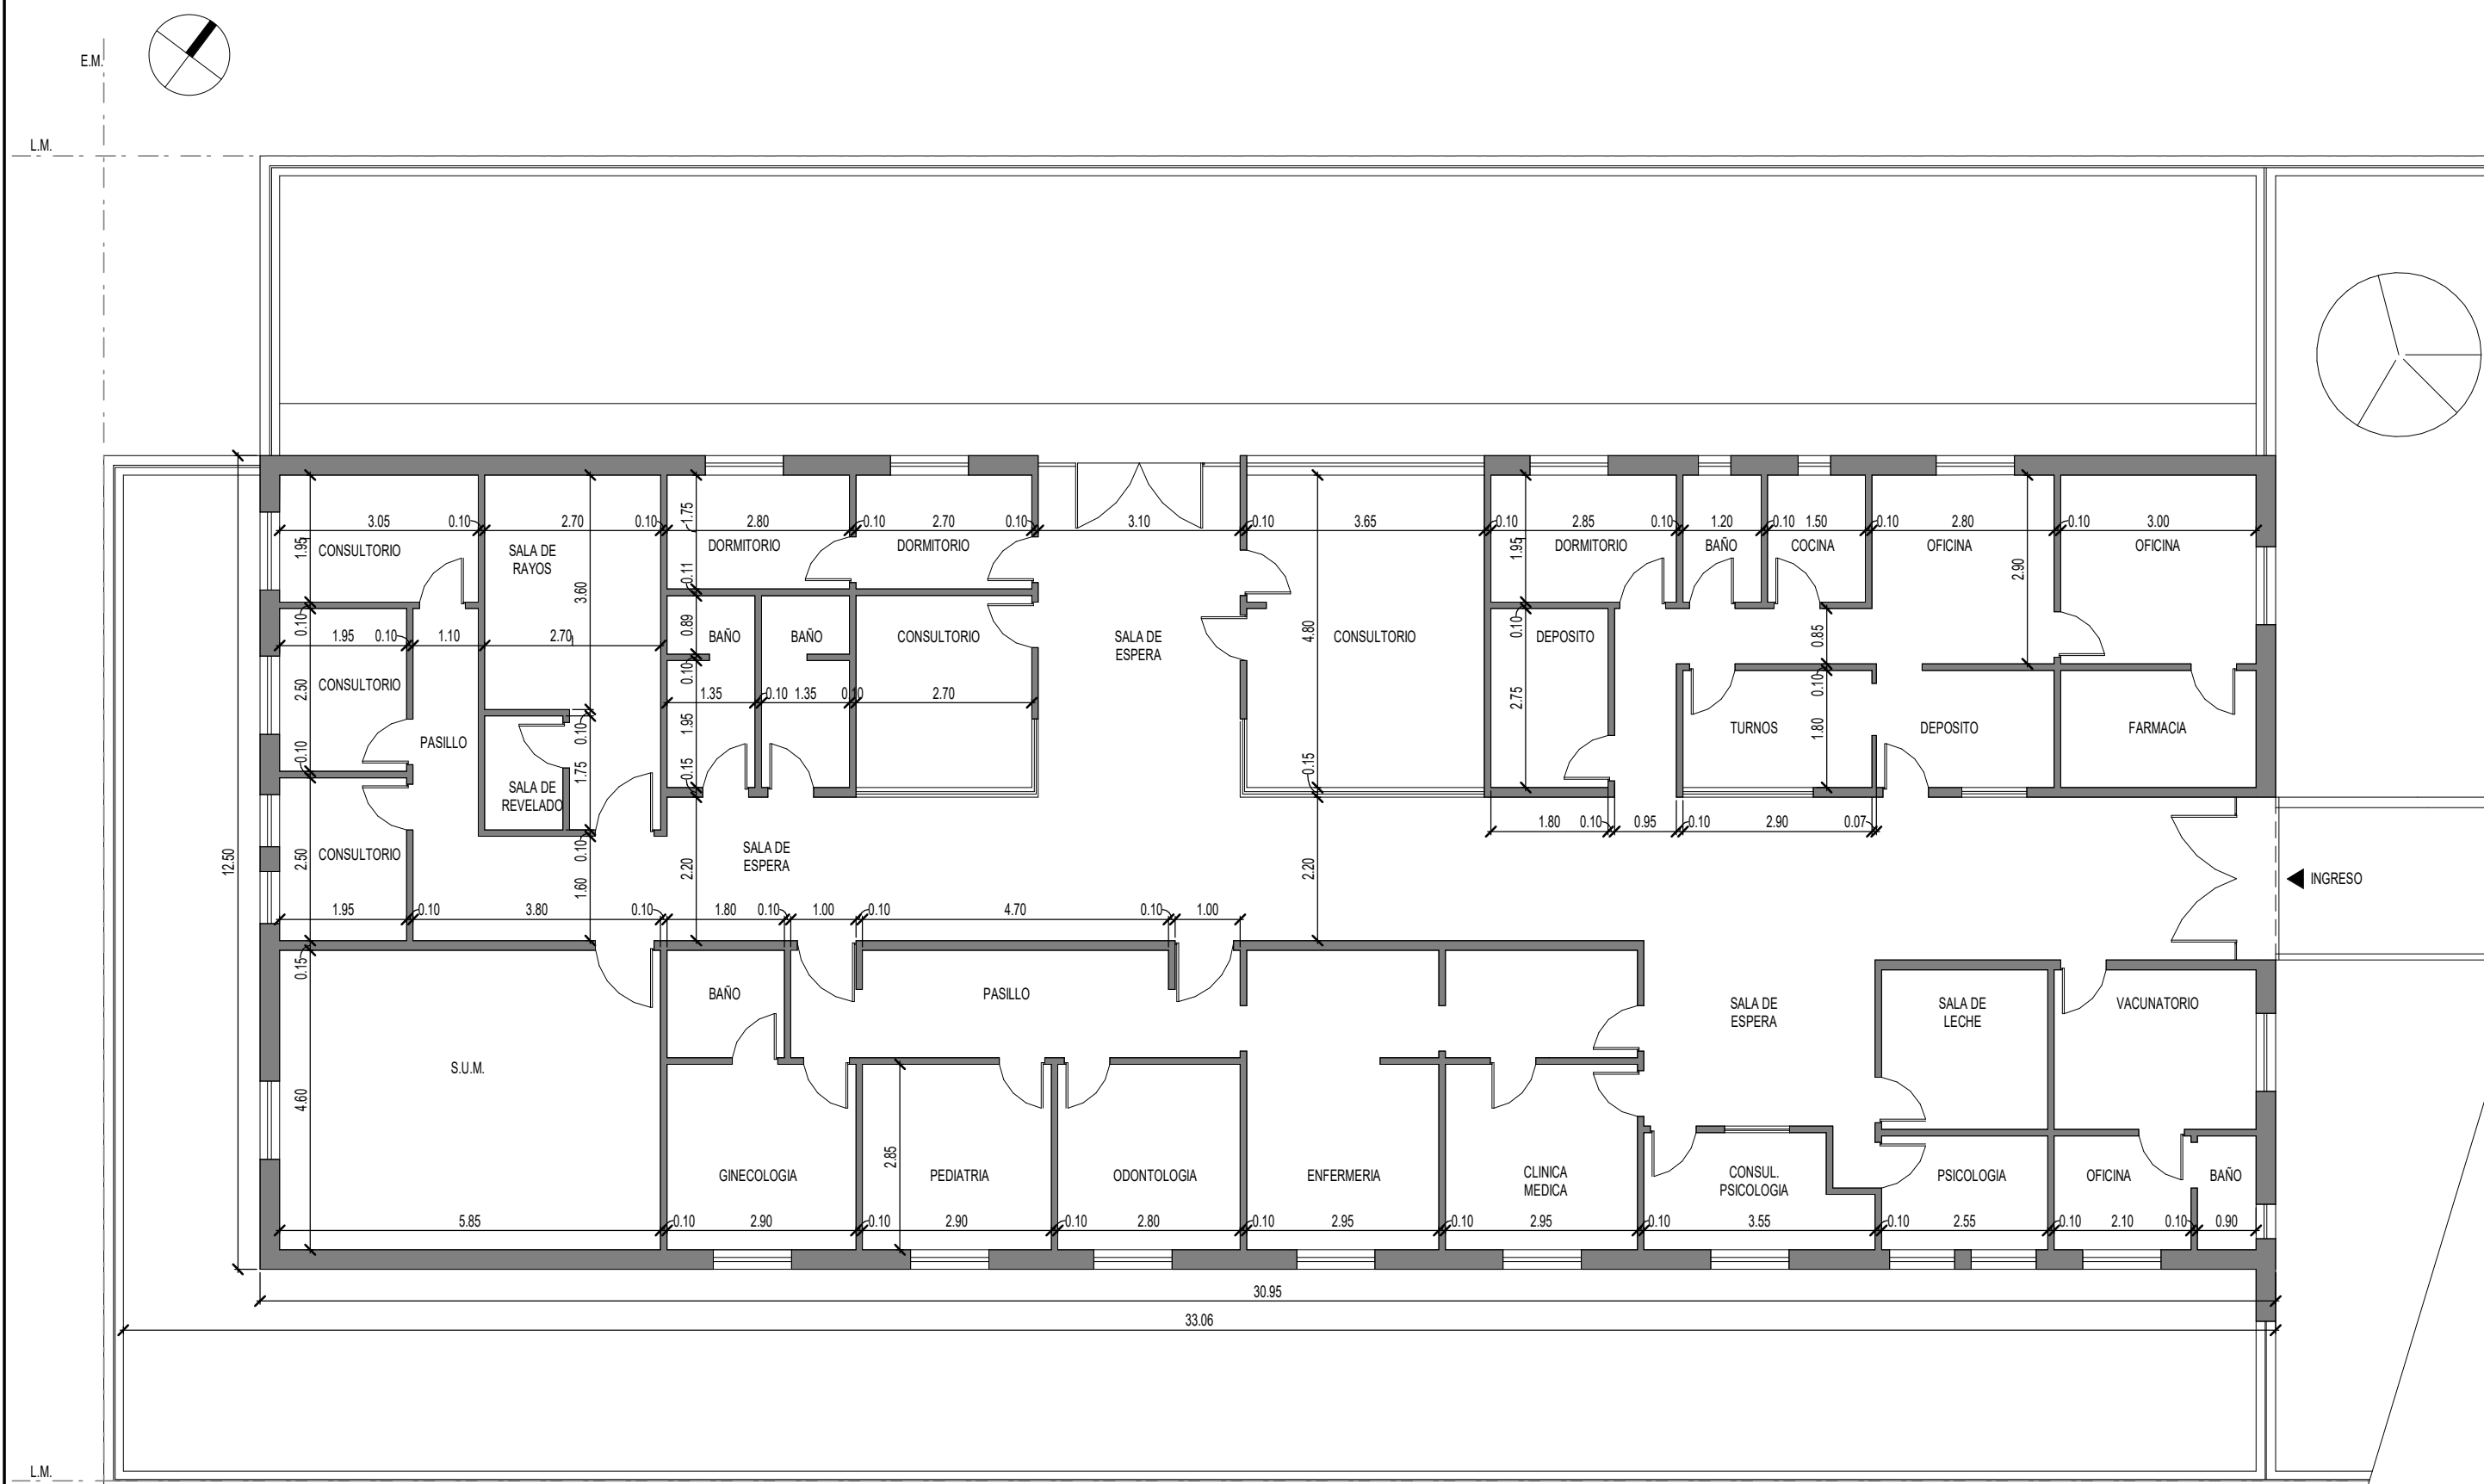 E.M.
L.M.
3.05
0.10
2.70
0.10
1.75
2.80
0.10
2.70
0.10
3.10
0.10
3.65
0.10
2.85
0.10
1.20
0.10
1.50
0.10
2.80
0.10
3.00
CONSULTORIO
SALA DE
RAYOS
DORMITORIO
DORMITORIO
DORMITORIO
BAÑO
COCINA
OFICINA
OFICINA
1.95
3.60
0.11
1.95
2.90
0.10
1.95
0.10
1.10
2.70
0.89
BAÑO
BAÑO
CONSULTORIO
SALA DE
ESPERA
4.80
CONSULTORIO
0.10
DEPOSITO
0.85
2.50
CONSULTORIO
0.10
1.35
0.10
1.35
0.10
2.70
2.75
0.10
0.10
PASILLO
0.10
1.95
TURNOS
1.80
DEPOSITO
FARMACIA
1.75
0.15
0.15
SALA DE
REVELADO
1.80
0.10
0.95
0.10
2.90
0.07
12.50
2.50
CONSULTORIO
0.10
1.60
2.20
SALA DE
ESPERA
2.20
INGRESO
1.95
0.10
3.80
0.10
1.80
0.10
1.00
0.10
4.70
0.10
1.00
0.15
BAÑO
PASILLO
SALA DE
ESPERA
SALA DE
LECHE
VACUNATORIO
S.U.M.
4.60
2.85
GINECOLOGIA
PEDIATRIA
ODONTOLOGIA
ENFERMERIA
CLINICA
MEDICA
CONSUL.
PSICOLOGIA
PSICOLOGIA
OFICINA
BAÑO
5.85
0.10
2.90
0.10
2.90
0.10
2.80
0.10
2.95
0.10
2.95
0.10
3.55
0.10
2.55
0.10
2.10
0.10
0.90
30.95
33.06
L.M.